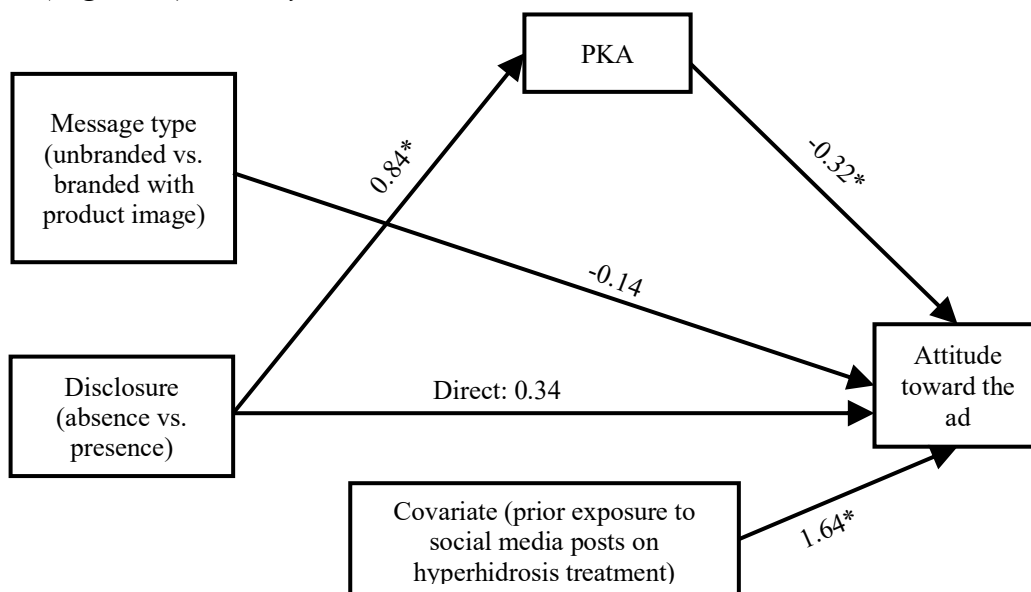 PKA
Message type
(unbranded vs.
branded with
product image)
0.84*
-0.32*
-0.14
Disclosure
(absence vs.
presence)
Direct: 0.34
Attitude
toward the
ad
Covariate (prior exposure to
social media posts on
hyperhidrosis treatment)
1.64*